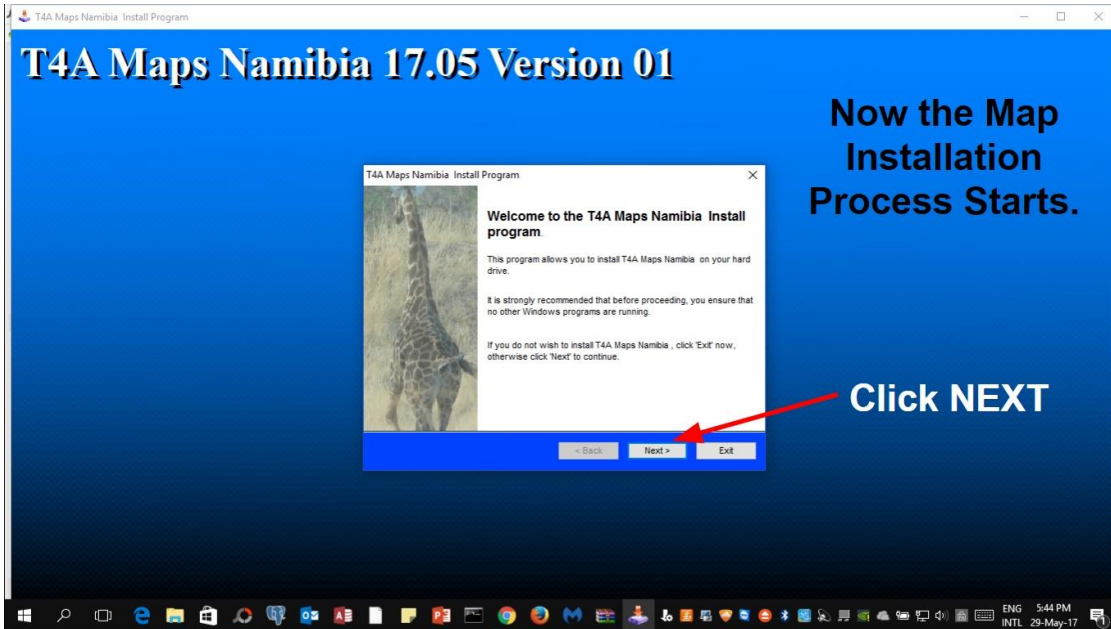 T4A Maps Namibia Install Program
T4A Maps Namibia 17.05 Version 01
Now the Map
Installation
Process Starts.
T4A Maps Namibia Install Program
Welcome to the T4A Maps Namibia Install
program.
This program allows you to install T4A Maps Namibia on your hard
drive.
It is strongly recommended that before proceeding, you ensure that
no other Windows programs are running.
If you do not wish to install T4A Maps Namibia , click 'Exit' now,
otherwise click 'Next' to continue.
Click NEXT
< Back
Next >
Exit
ENG 5:44 PM
INTL 29-May-17